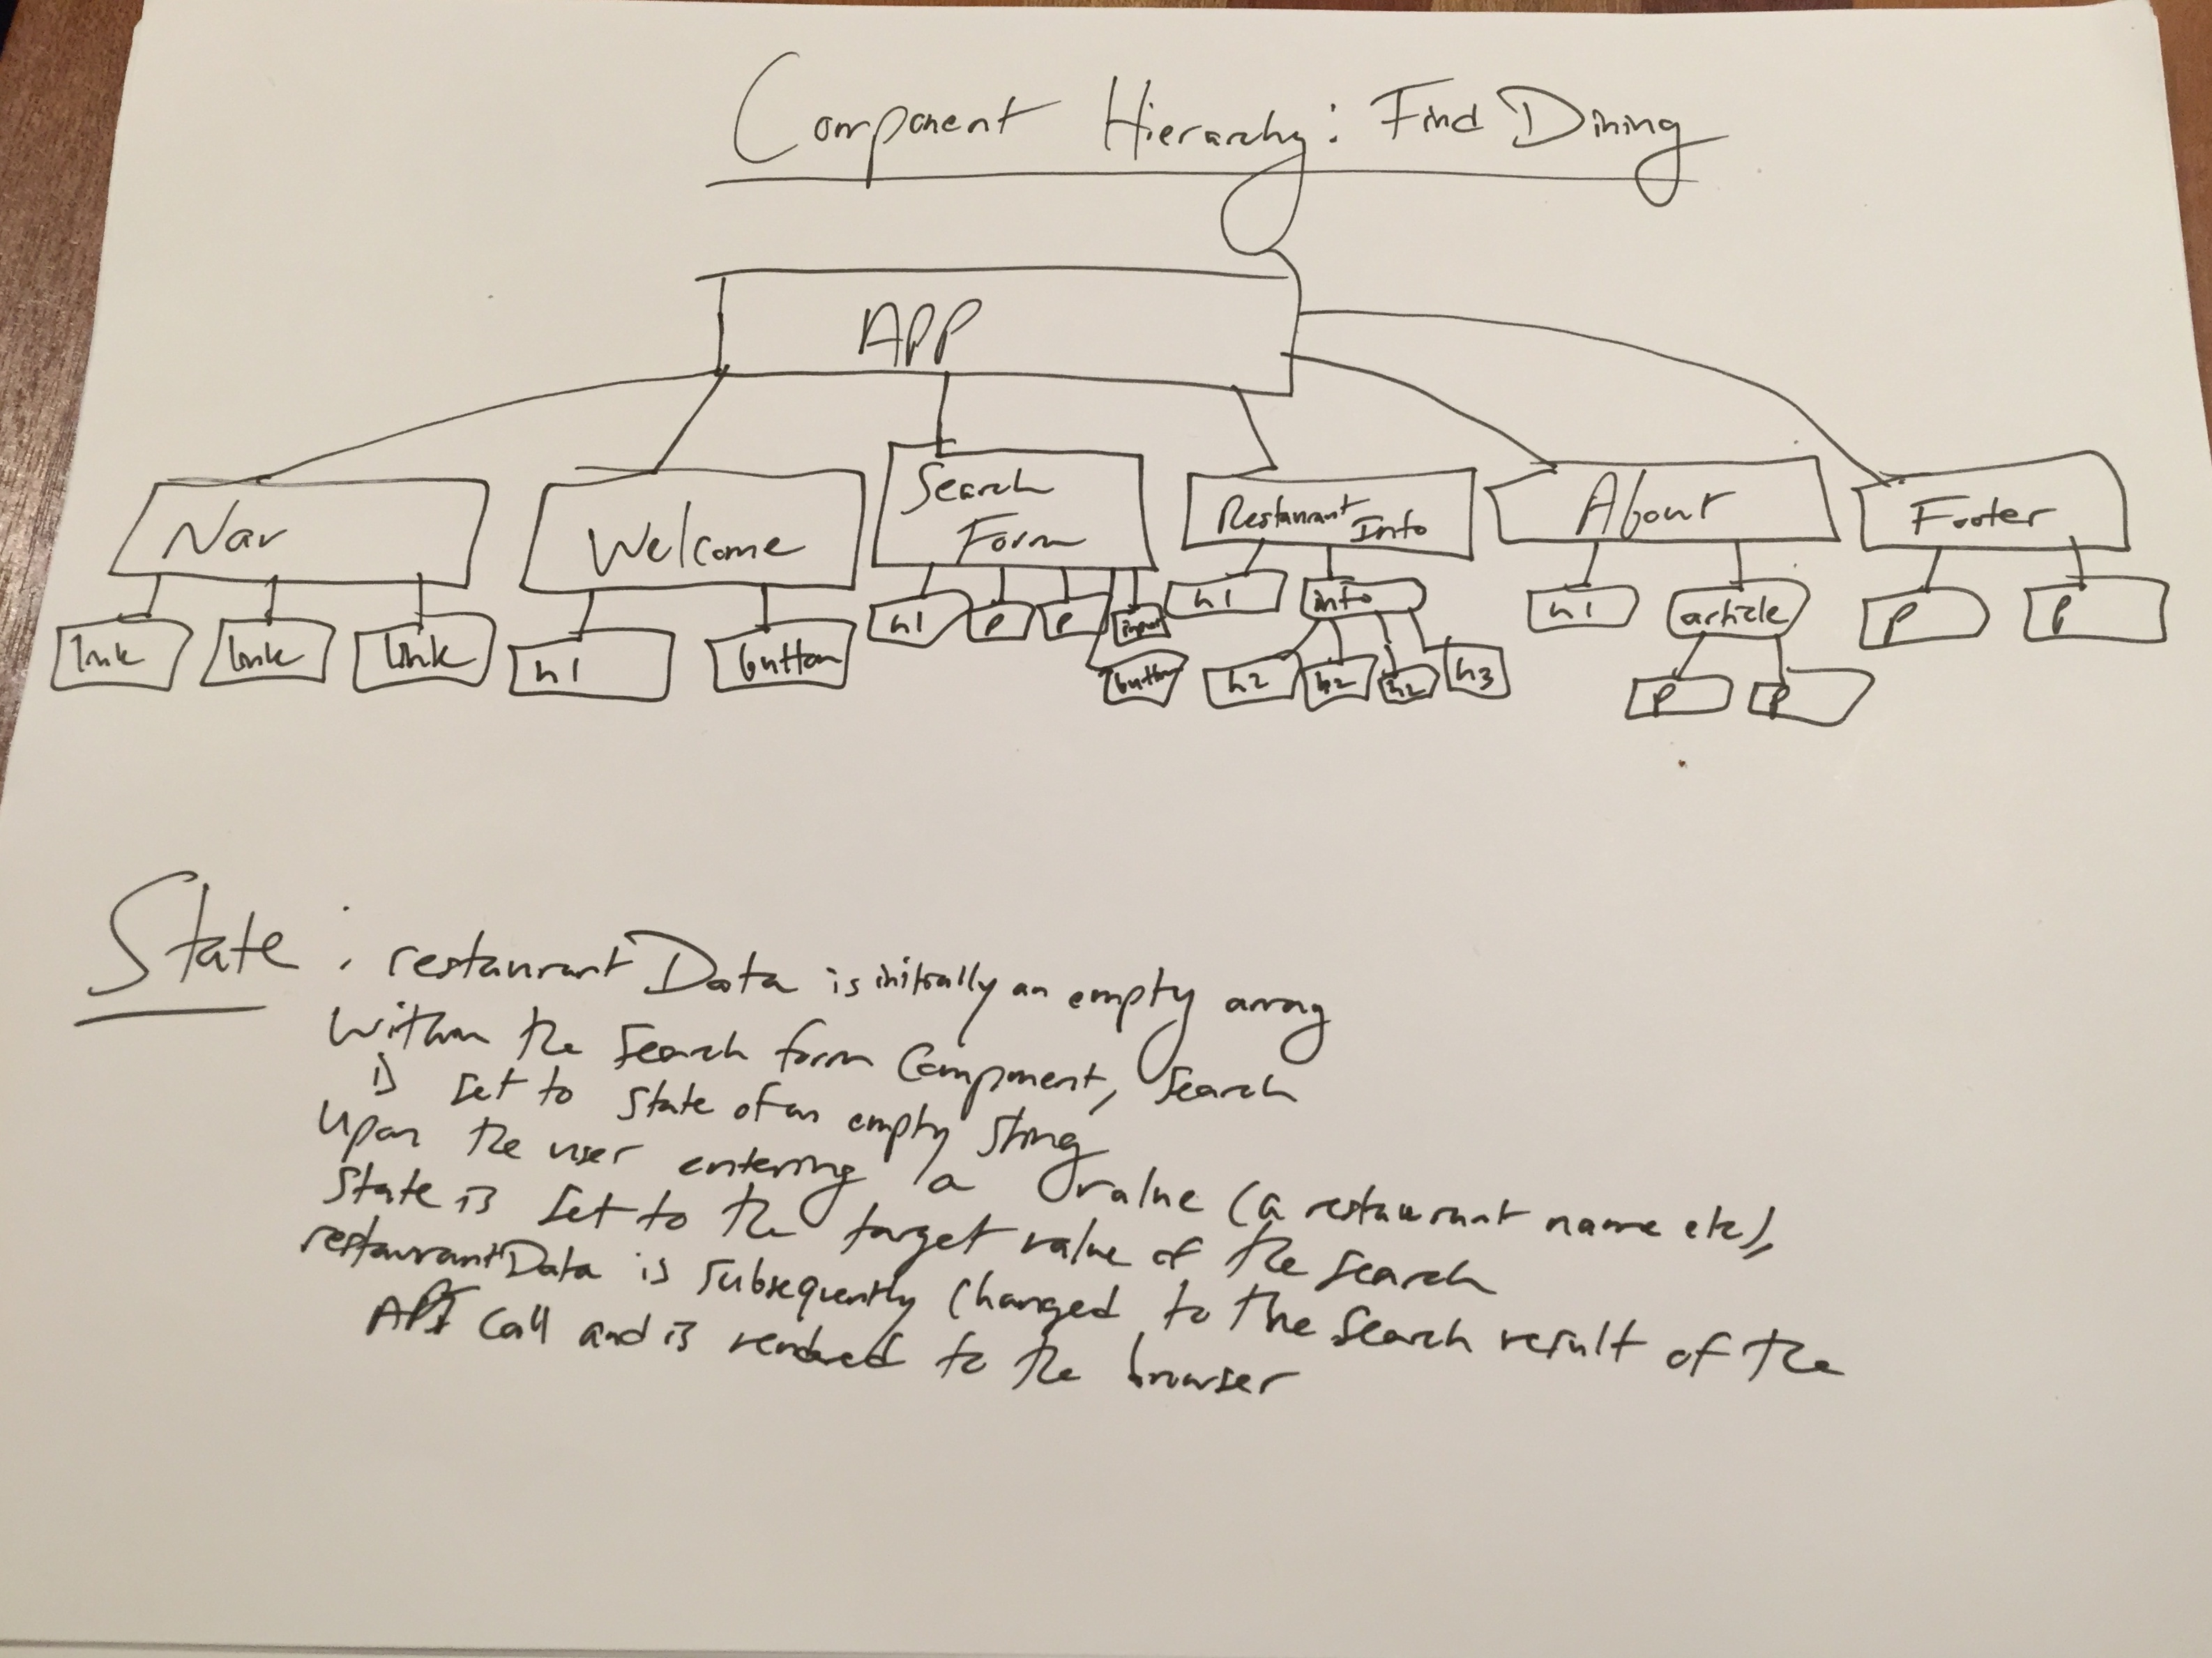 Component Hierarchy: Find Dining
APP
Nav
Welcome
Search
Form
Restaurant
Info
About
Footer
link link link
h1 button
h1 p p input
button
h1 info
h2 h2 h2 h3
h1 article
p p
p p
State: restaurantData is initially an empty array
Within the Search form Component, search
is set to state of an empty string
Upon the user entering a value (a restaurant name etc),
state is set to the target value of the search
restaurantData is subsequently changed to the search result of the
API call and is rendered to the browser